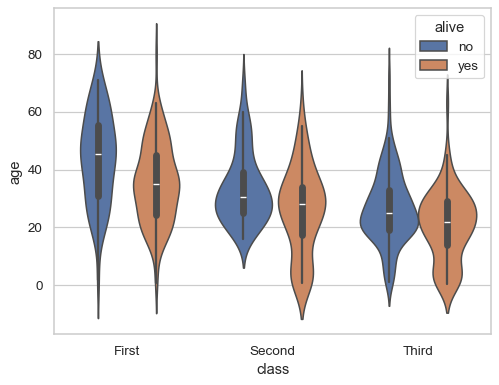 alive
no
yes
80
60
40
20
0
age
First Second Third
class